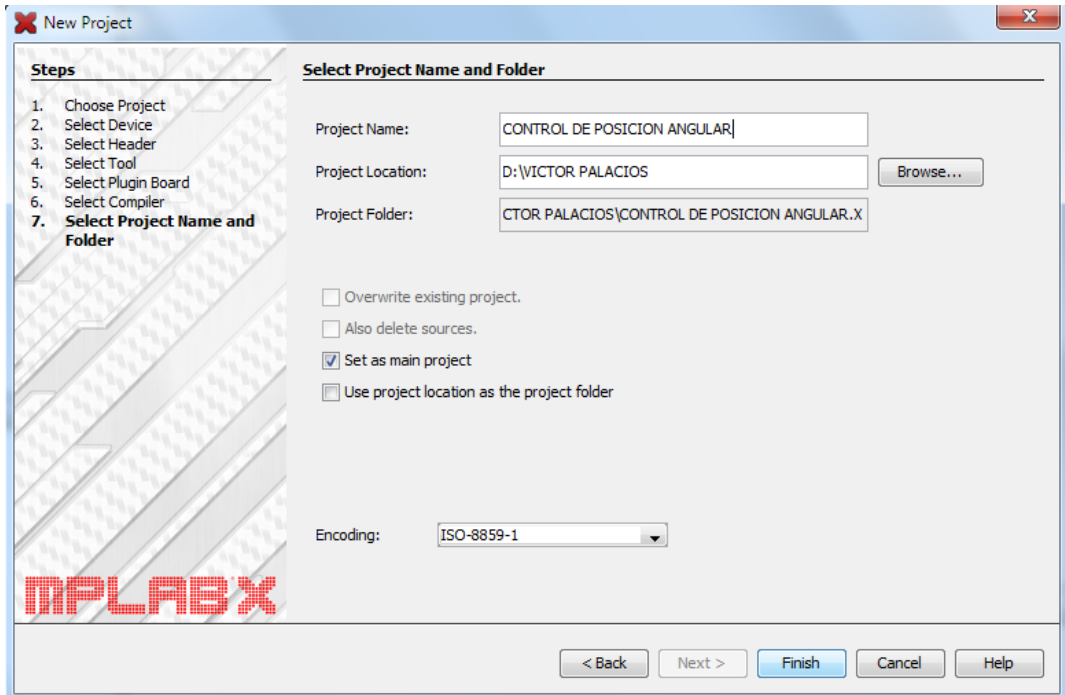 New Project
Steps
1. Choose Project
2. Select Device
3. Select Header
4. Select Tool
5. Select Plugin Board
6. Select Compiler
7. Select Project Name and
Folder
Select Project Name and Folder
Project Name: CONTROL DE POSICION ANGULAR
Project Location: D:\VICTOR PALACIOS Browse...
Project Folder: CTOR PALACIOS\CONTROL DE POSICION ANGULAR.X
Overwrite existing project.
Also delete sources.
Set as main project
Use project location as the project folder
Encoding: ISO-8859-1
MPLAB X
< Back Next > Finish Cancel Help